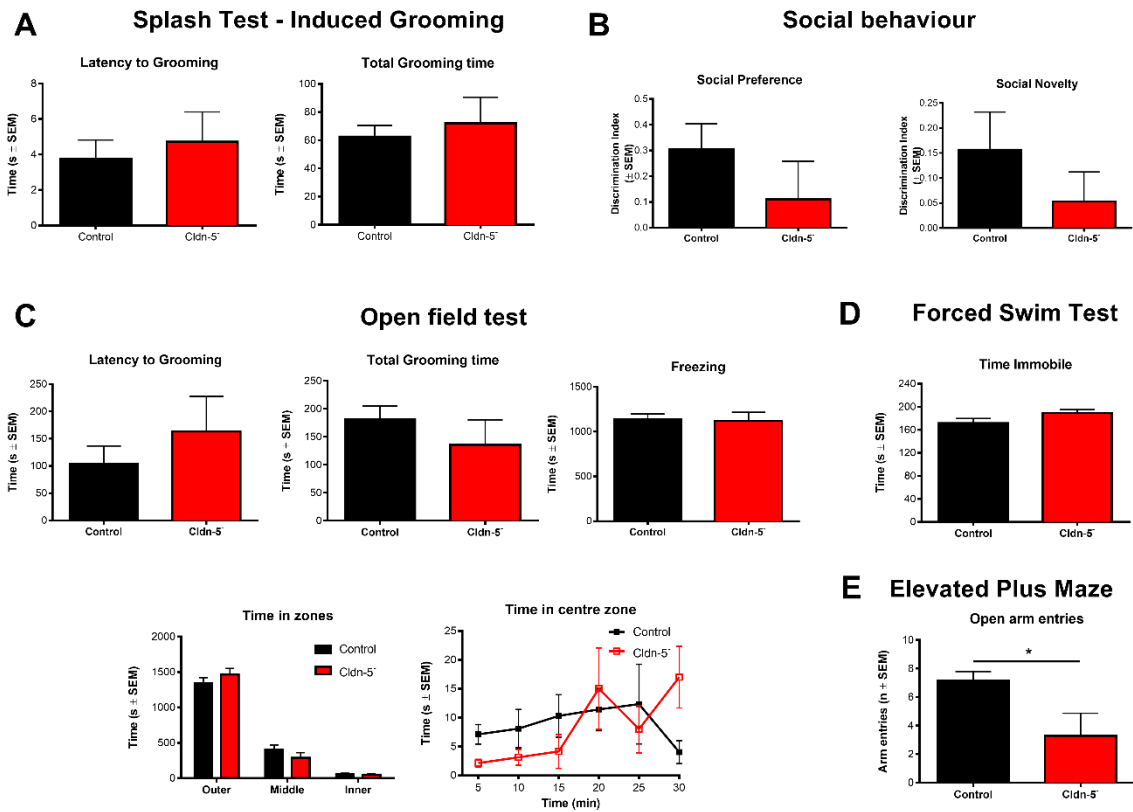 A
Splash Test - Induced Grooming
Latency to Grooming
Time (s ± SEM)
8
6
4
2
0
Control
Cldn-5-
Total Grooming time
Time (s ± SEM)
100
80
60
40
20
0
Control
Cldn-5-
B
Social behaviour
Social Preference
Discrimination Index
(± SEM)
0.5
0.4
0.3
0.2
0.1
0.0
Control
Cldn-5-
Social Novelty
Discrimination Index
(± SEM)
0.25
0.20
0.15
0.10
0.05
0.00
Control
Cldn-5-
C
Open field test
Latency to Grooming
Time (s ± SEM)
250
200
150
100
50
0
Control
Cldn-5-
Total Grooming time
Time (s + SEM)
250
200
150
100
50
0
Control
Cldn-5-
Freezing
Time (s ± SEM)
1500
1000
500
0
Control
Cldn-5-
D
Forced Swim Test
Time Immobile
Time (s ± SEM)
240
200
160
120
80
40
0
Control
Cldn-5-
Time in zones
Time (s ± SEM)
2000
1500
1000
500
0
Outer
Middle
Inner
Control
Cldn-5-
Time in centre zone
Time (s ± SEM)
25
20
15
10
5
0
5
10
15
20
25
30
Time (min)
Control
Cldn-5-
E
Elevated Plus Maze
Open arm entries
Arm entries (n ± SEM)
10
8
6
4
2
0
*
Control
Cldn-5-